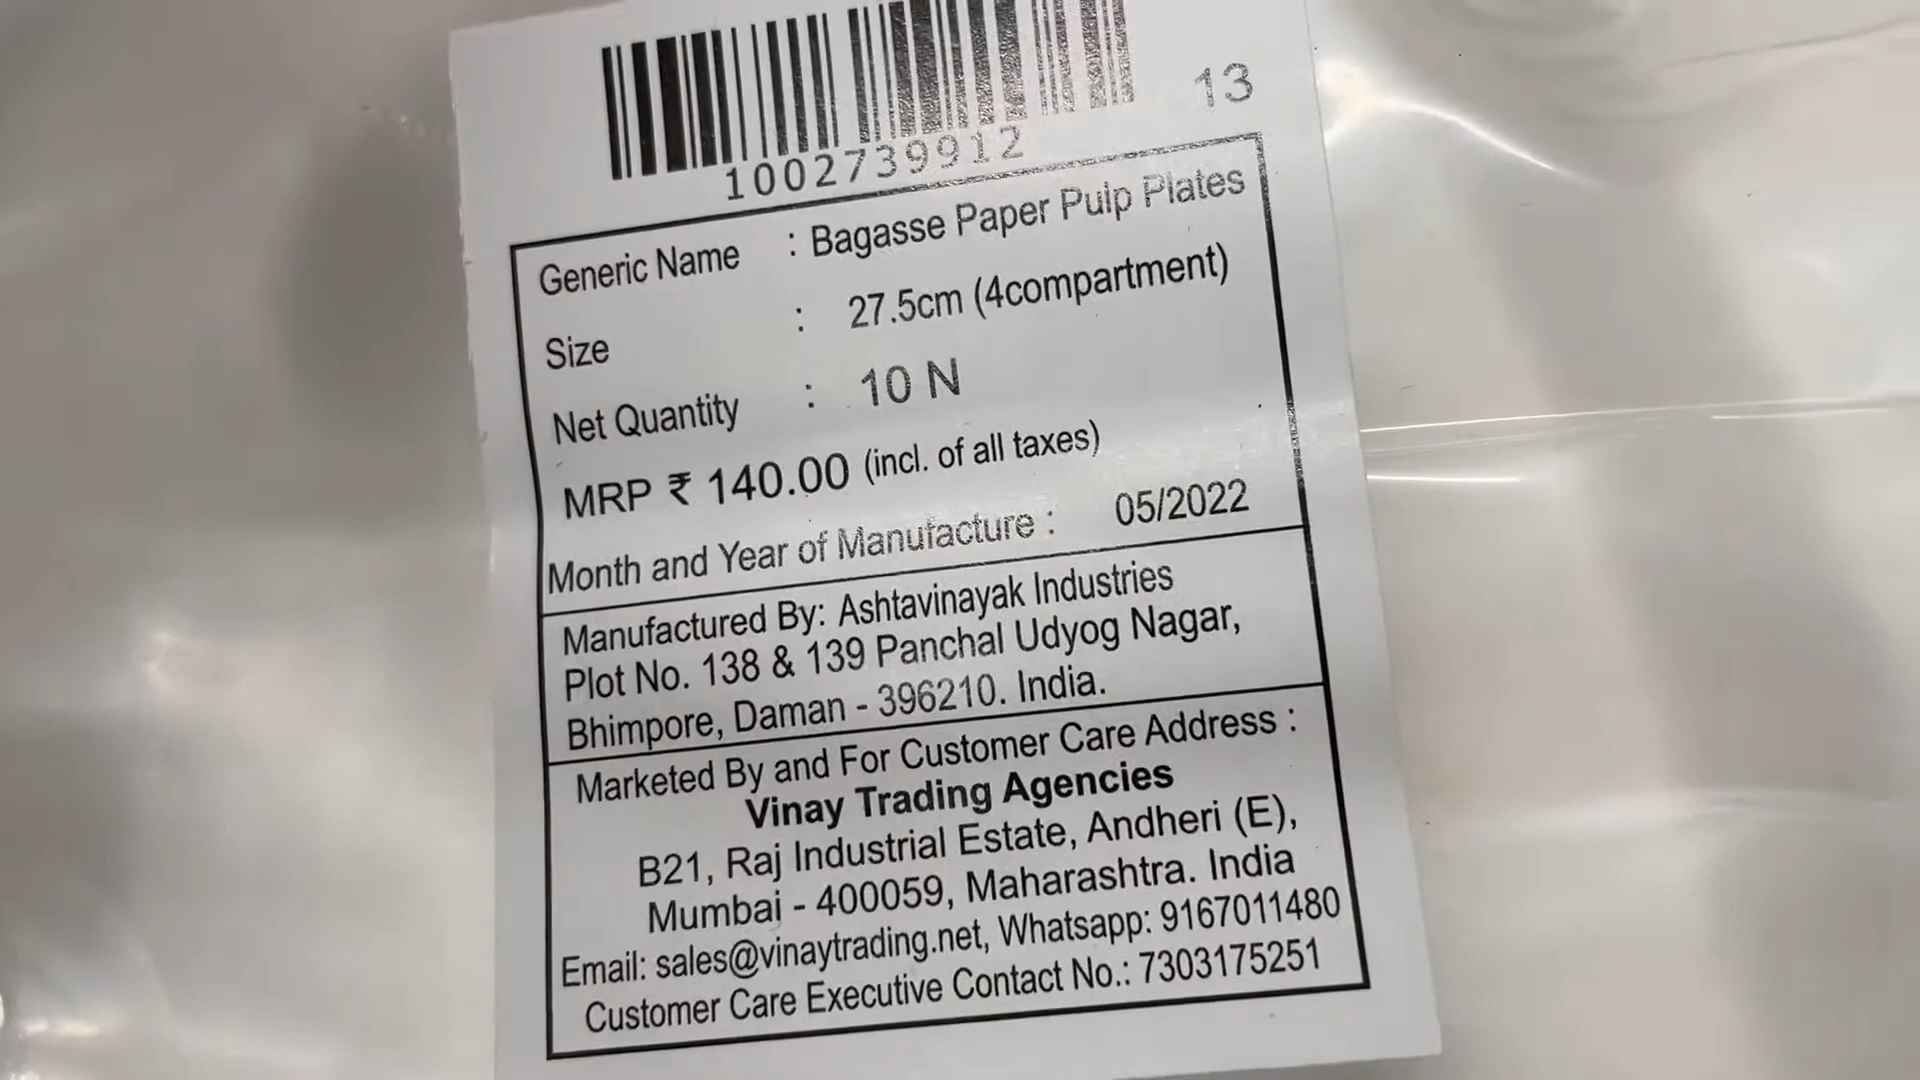 13
1002739912
Generic Name : Bagasse Paper Pulp Plates
Size : 27.5cm (4compartment)
Net Quantity : 10 N
MRP ₹ 140.00 (incl. of all taxes)
Month and Year of Manufacture : 05/2022
Manufactured By: Ashtavinayak Industries
Plot No. 138 & 139 Panchal Udyog Nagar,
Bhimpore, Daman - 396210. India.
Marketed By and For Customer Care Address :
Vinay Trading Agencies
B21, Raj Industrial Estate, Andheri (E),
Mumbai - 400059, Maharashtra. India
Email: sales@vinaytrading.net, Whatsapp: 9167011480
Customer Care Executive Contact No.: 7303175251